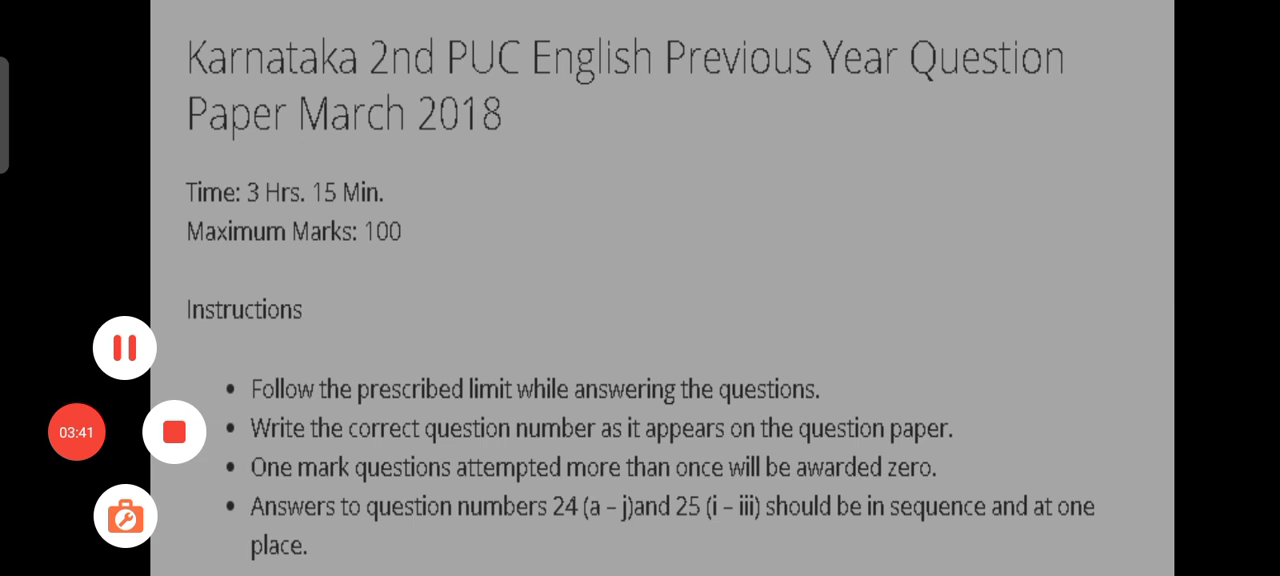 Karnataka 2nd PUC English Previous Year Question
Paper March 2018
Time: 3 Hrs. 15 Min.
Maximum Marks: 100
Instructions
• Follow the prescribed limit while answering the questions.
• Write the correct question number as it appears on the question paper.
• One mark questions attempted more than once will be awarded zero.
• Answers to question numbers 24 (a – j)and 25 (i – iii) should be in sequence and at one
place.
03:41